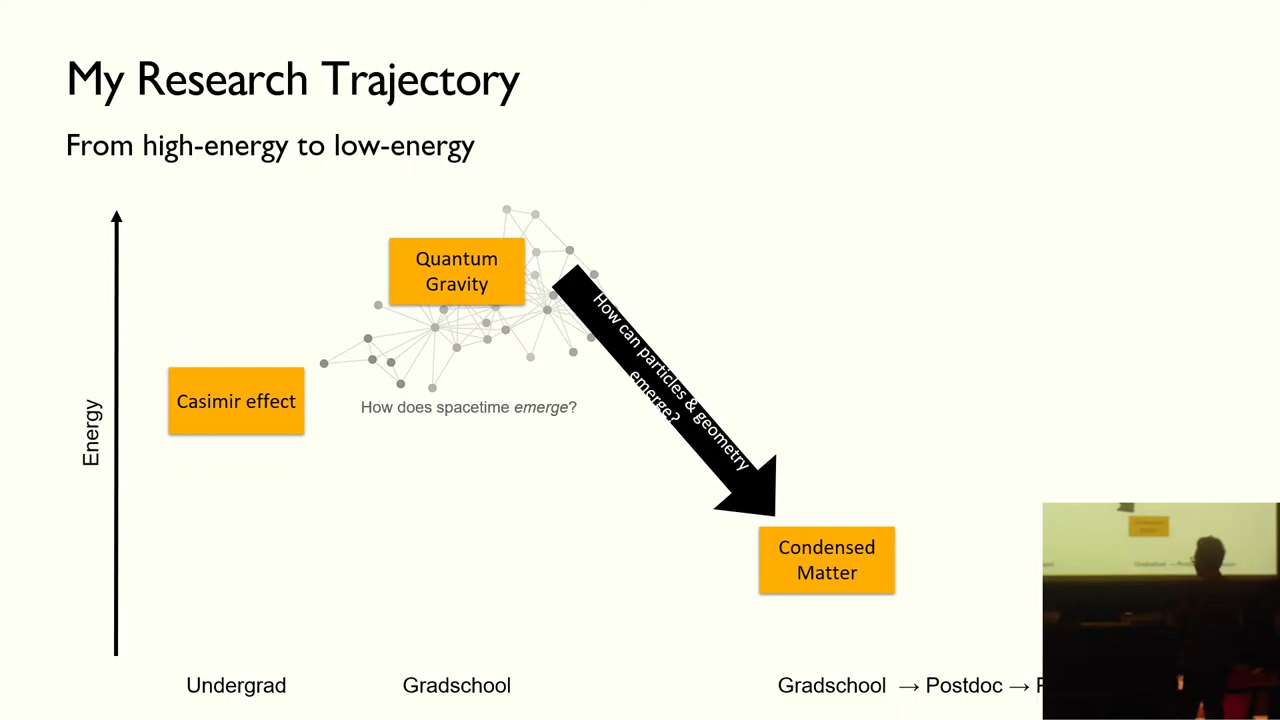 My Research Trajectory
From high-energy to low-energy
Energy
Quantum
Gravity
Casimir effect
How does spacetime emerge?
How can particles & geometry
emerge?
Condensed
Matter
Undergrad
Gradschool
Gradschool → Postdoc →